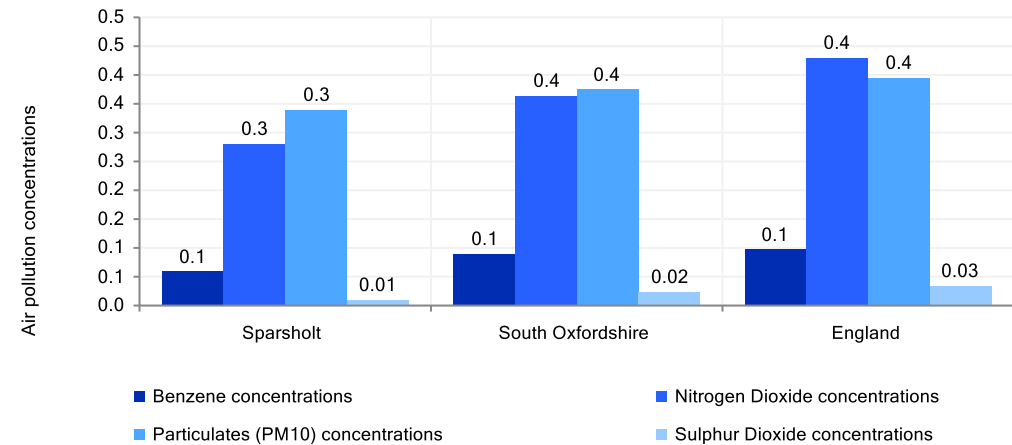 0.5
0.5
0.4
0.4
0.3
0.3
0.2
0.2
0.1
0.1
0.0
Air pollution concentrations
0.1
0.3
0.3
0.01
0.1
0.4
0.4
0.02
0.1
0.4
0.4
0.03
Sparsholt
South Oxfordshire
England
Benzene concentrations
Nitrogen Dioxide concentrations
Particulates (PM10) concentrations
Sulphur Dioxide concentrations